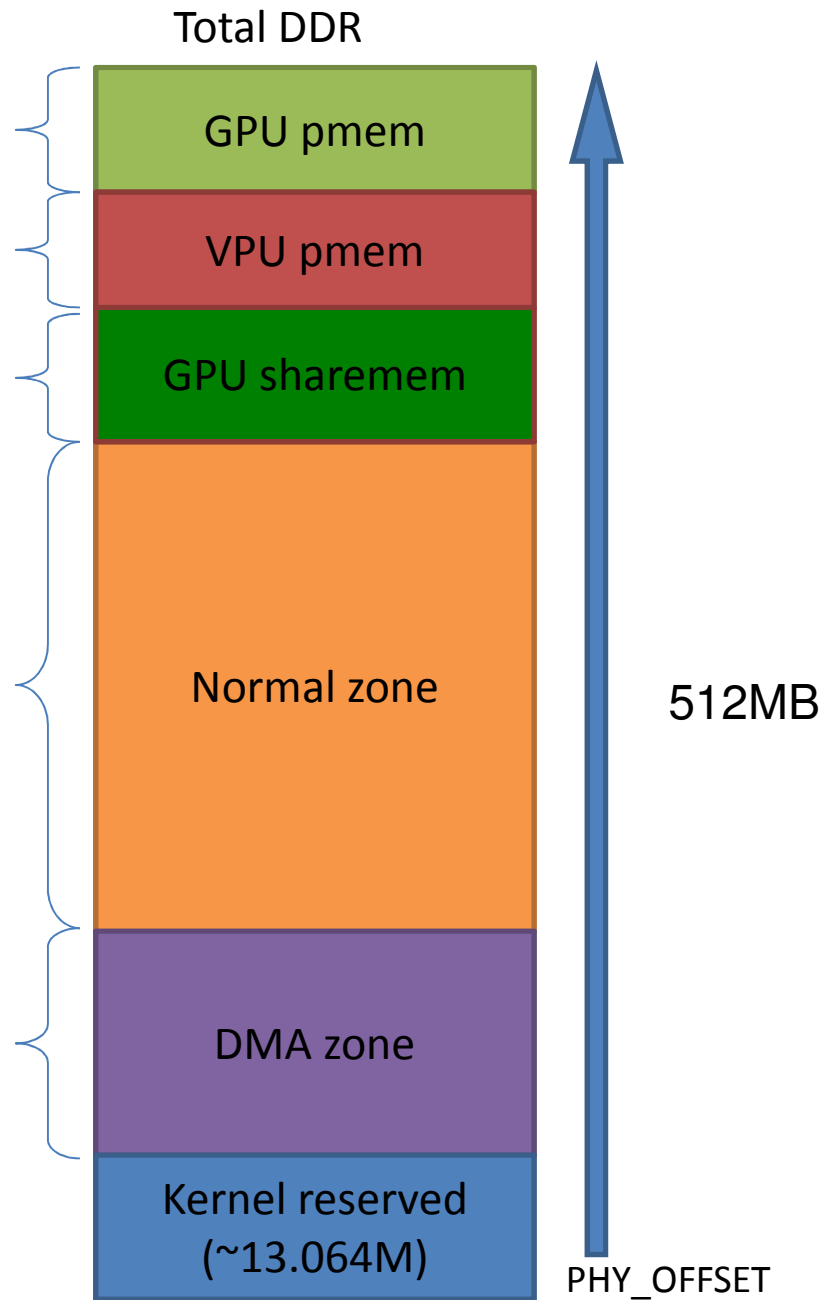 Total DDR
GPU pmem
VPU pmem
GPU sharemem
Normal zone
512MB
DMA zone
Kernel reserved
(~13.064M)
PHY_OFFSET